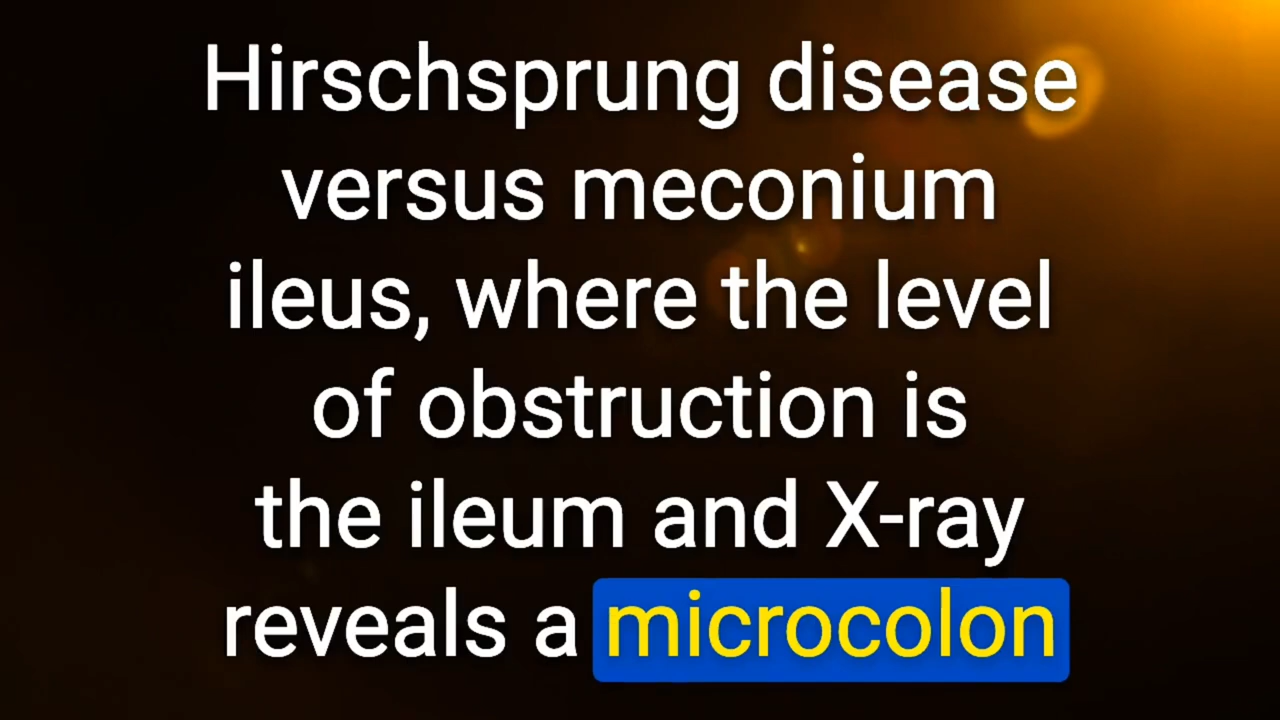 Hirschsprung disease
versus meconium
ileus, where the level
of obstruction is
the ileum and X-ray
reveals a microcolon